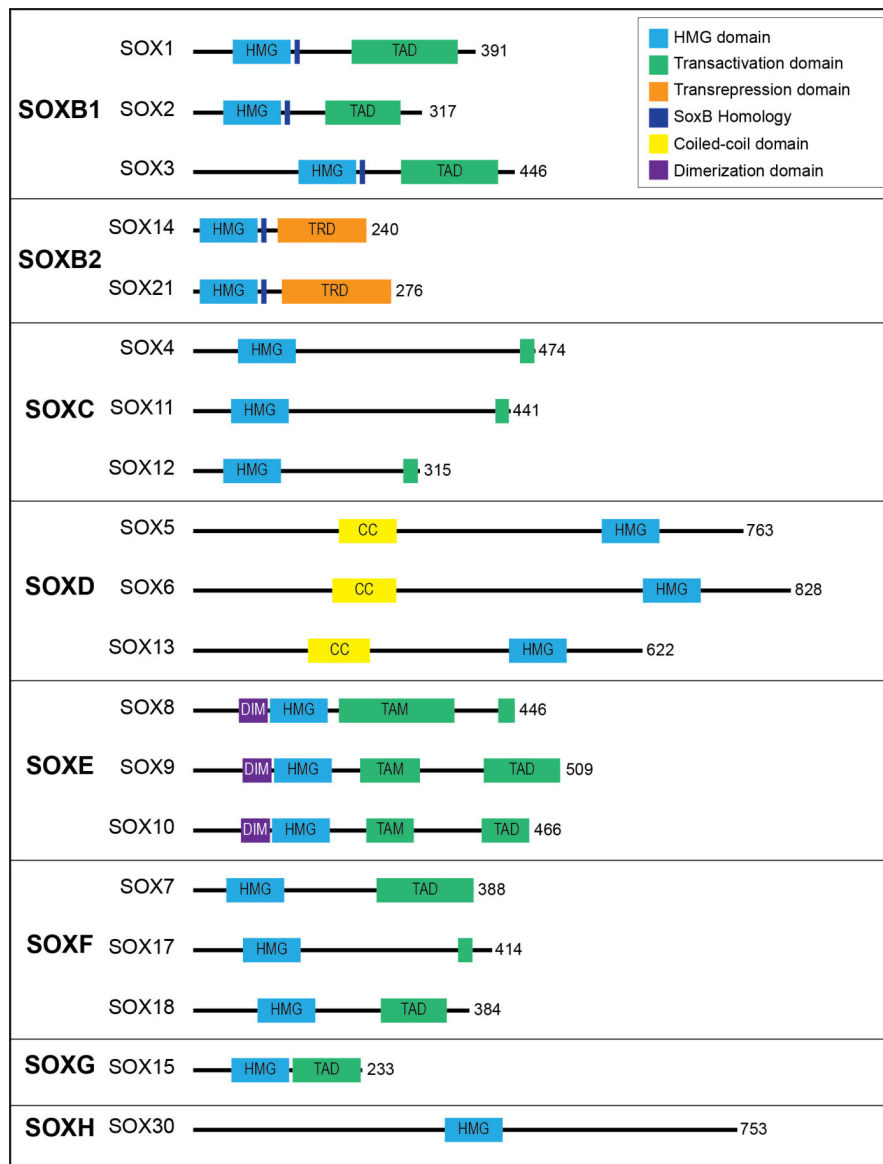 SOX1 HMG TAD 391
SOXB1 SOX2 HMG TAD 317
SOX3 HMG TAD 446
HMG domain
Transactivation domain
Transrepression domain
SoxB Homology
Coiled-coil domain
Dimerization domain
SOX14 HMG TRD 240
SOXB2
SOX21 HMG TRD 276
SOX4 HMG 474
SOXC SOX11 HMG 441
SOX12 HMG 315
SOX5 CC HMG 763
SOXD SOX6 CC HMG 828
SOX13 CC HMG 622
SOX8 DIM HMG TAM 446
SOXE SOX9 DIM HMG TAM TAD 509
SOX10 DIM HMG TAM TAD 466
SOX7 HMG TAD 388
SOXF SOX17 HMG 414
SOX18 HMG TAD 384
SOXG SOX15 HMG TAD 233
SOXH SOX30 HMG 753